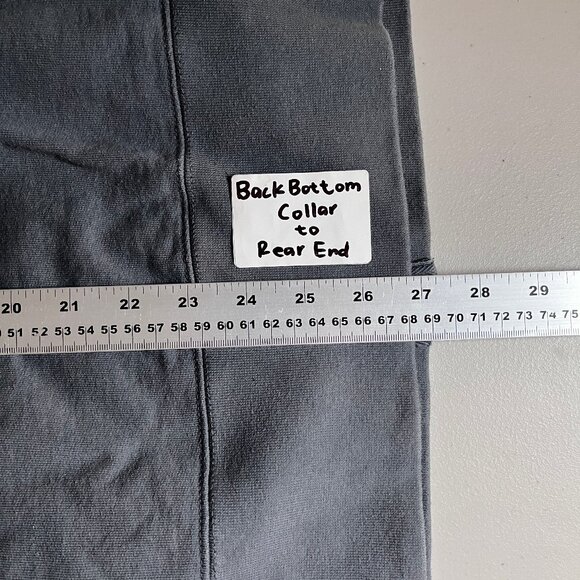 Back Bottom
Collar
to
Rear End
20 21 22 23 24 25 26 27 28 29
51 52 53 54 55 56 57 58 59 60 61 62 63 64 65 66 67 68 69 70 71 72 73 74 75